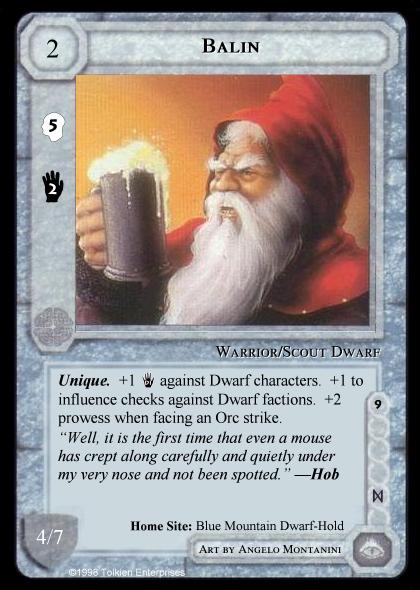 2
Balin
5
2
Warrior/Scout Dwarf
Unique. +1 against Dwarf characters. +1 to
influence checks against Dwarf factions. +2
prowess when facing an Orc strike.
“Well, it is the first time that even a mouse
has crept along carefully and quietly under
my very nose and not been spotted.” —Hob
9
Home Site: Blue Mountain Dwarf-Hold
4/7
Art by Angelo Montanini
©1998 Tolkien Enterprises